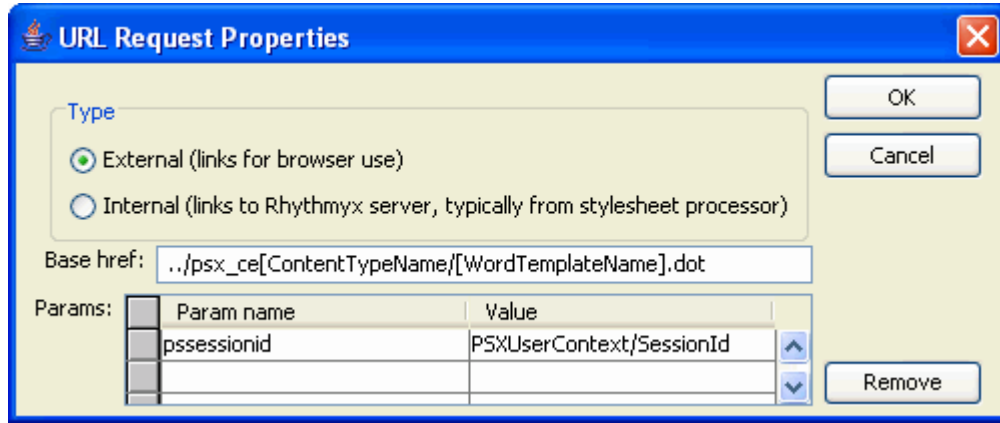 URL Request Properties
Type
External (links for browser use)
Internal (links to Rhythmyx server, typically from stylesheet processor)
OK
Cancel
Base href: ../psx_ce[ContentTypeName/[WordTemplateName].dot
Params: Param name Value
pssessionid PSXUserContext/SessionId
Remove